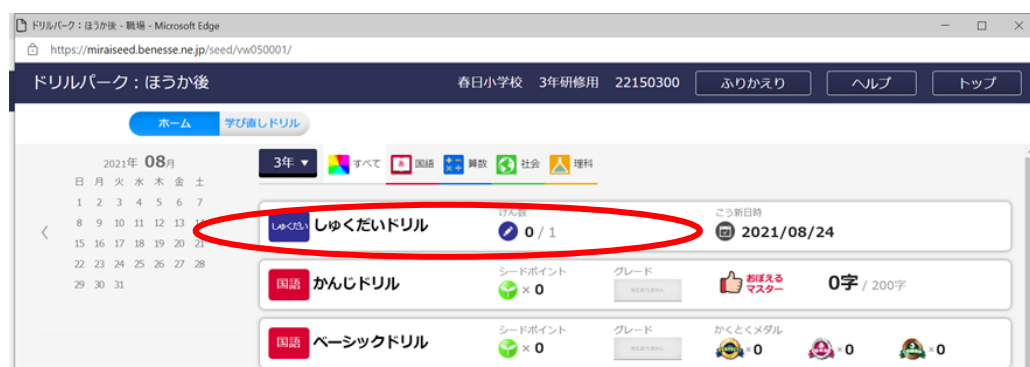 ドリルパーク：ほうか後 - 職場 - Microsoft Edge
https://miraiseed.benesse.ne.jp/seed/vw050001/
ドリルパーク：ほうか後 春日小学校 3年研修用 22150300 ふりかえり ヘルプ トップ
ホーム 学び直しドリル
2021年 08月
日 月 火 水 木 金 土
1 2 3 4 5 6 7
8 9 10 11 12 13 14
15 16 17 18 19 20 21
22 23 24 25 26 27 28
29 30 31
3年 ▼ すべて 国語 算数 社会 理科
しゅくだい しゅくだいドリル けん数 0 / 1 こう新日時 2021/08/24
国語 かんじドリル シードポイント × 0 グレード おぼえるマスター 0字 / 200字
国語 ベーシックドリル シードポイント × 0 グレード かくとくメダル ×0 ×0 ×0